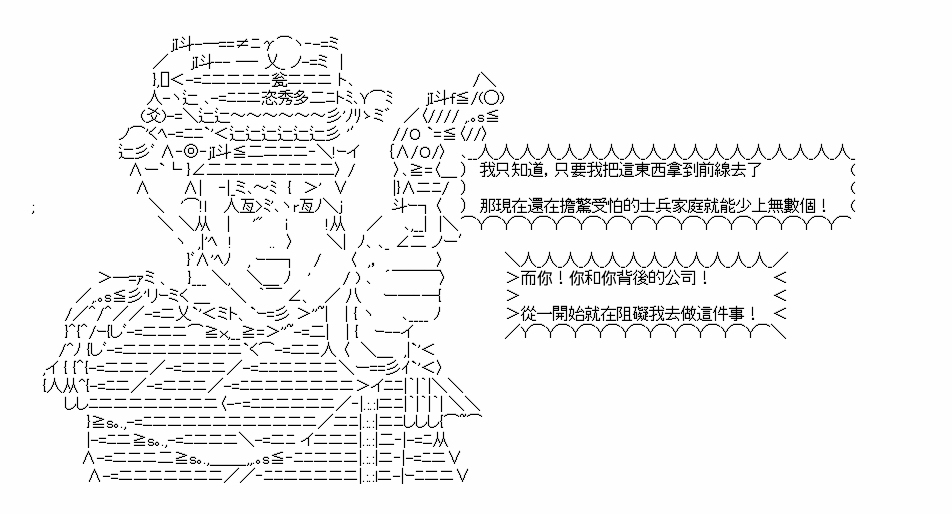 我只知道，只要我把這東西拿到前線去了
那現在還在擔驚受怕的士兵家庭就能少上無數個！
而你！你和你背後的公司！
從一開始就在阻礙我去做這件事！